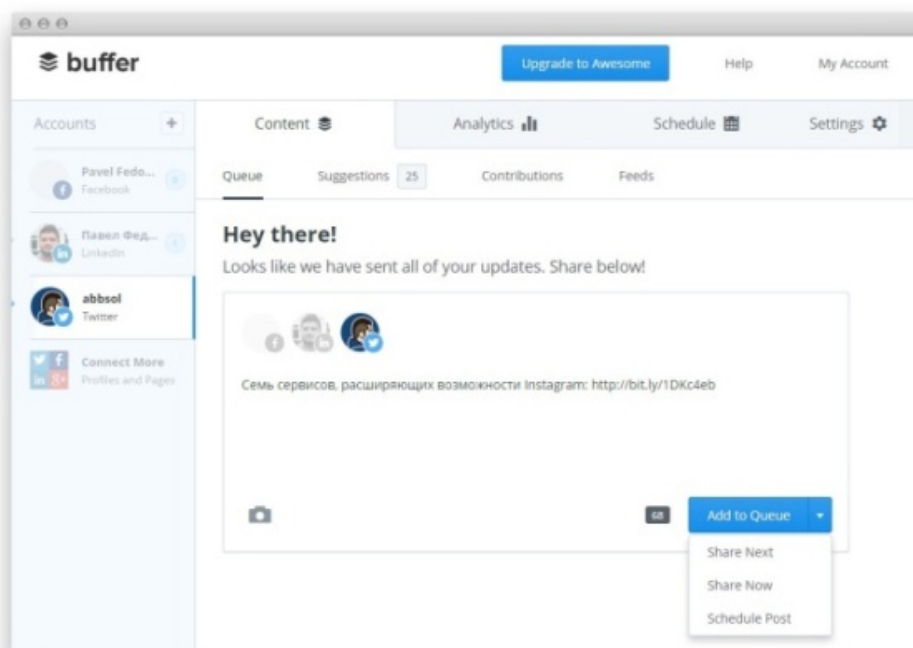 buffer
Upgrade to Awesome
Help
My Account
Accounts
+
Content
Analytics
Schedule
Settings
Pavel Fedo...
Facebook
Queue
Suggestions 25
Contributions
Feeds
Павел Фед...
LinkedIn
Hey there!
Looks like we have sent all of your updates. Share below!
abbsol
Twitter
Connect More
Profiles and Pages
Семь сервисов, расширяющих возможности Instagram: http://bit.ly/1DKc4eb
68
Add to Queue
Share Next
Share Now
Schedule Post